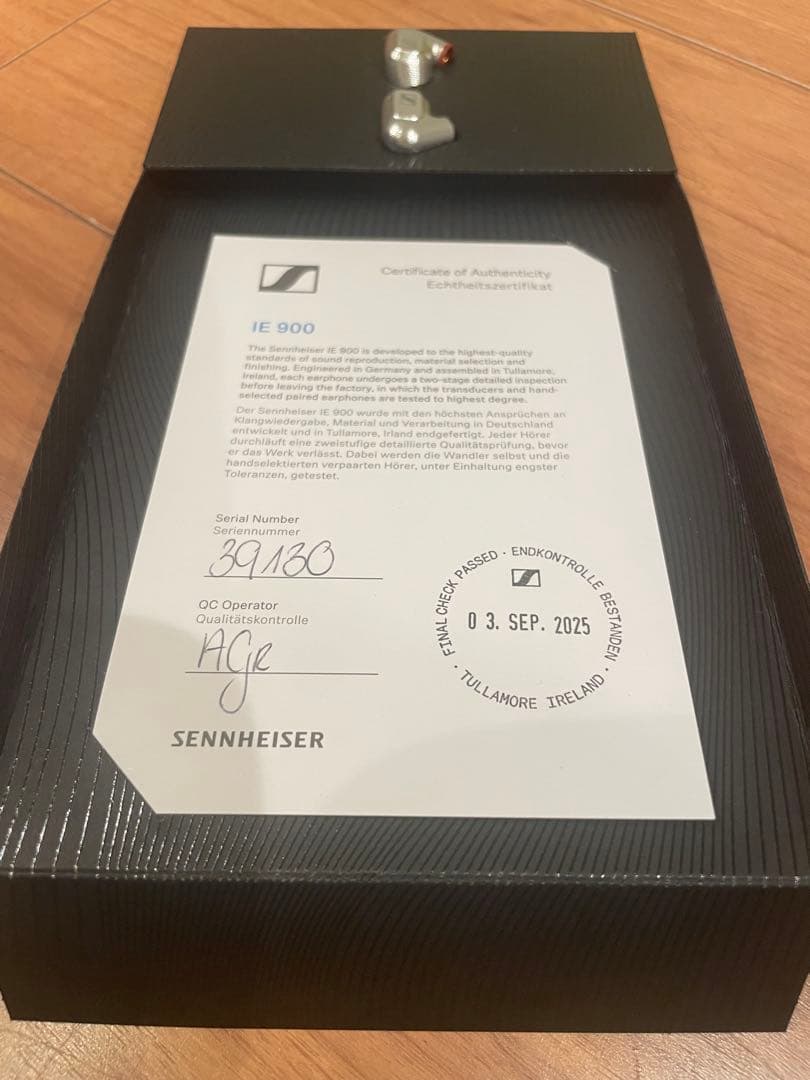 Certificate of Authenticity
Echtheitszertifikat
IE 900
The Sennheiser IE 900 is developed to the highest-quality
standards of sound reproduction, material selection and
finishing. Engineered in Germany and assembled in Tullamore,
Ireland, each earphone undergoes a two-stage detailed inspection
before leaving the factory, in which the transducers and hand-
selected paired earphones are tested to highest degree.
Der Sennheiser IE 900 wurde mit den höchsten Ansprüchen an
Klangwiedergabe, Material und Verarbeitung in Deutschland
entwickelt und in Tullamore, Irland endgefertigt. Jeder Hörer
durchläuft eine zweistufige detaillierte Qualitätsprüfung, bevor
er das Werk verlässt. Dabei werden die Wandler selbst und die
handselektierten verpaarten Hörer, unter Einhaltung engster
Toleranzen, getestet.
Serial Number
Seriennummer
39130
QC Operator
Qualitätskontrolle
AGR
FINAL CHECK PASSED · ENDKONTROLLE BESTANDEN ·
03. SEP. 2025
TULLAMORE IRELAND ·
SENNHEISER